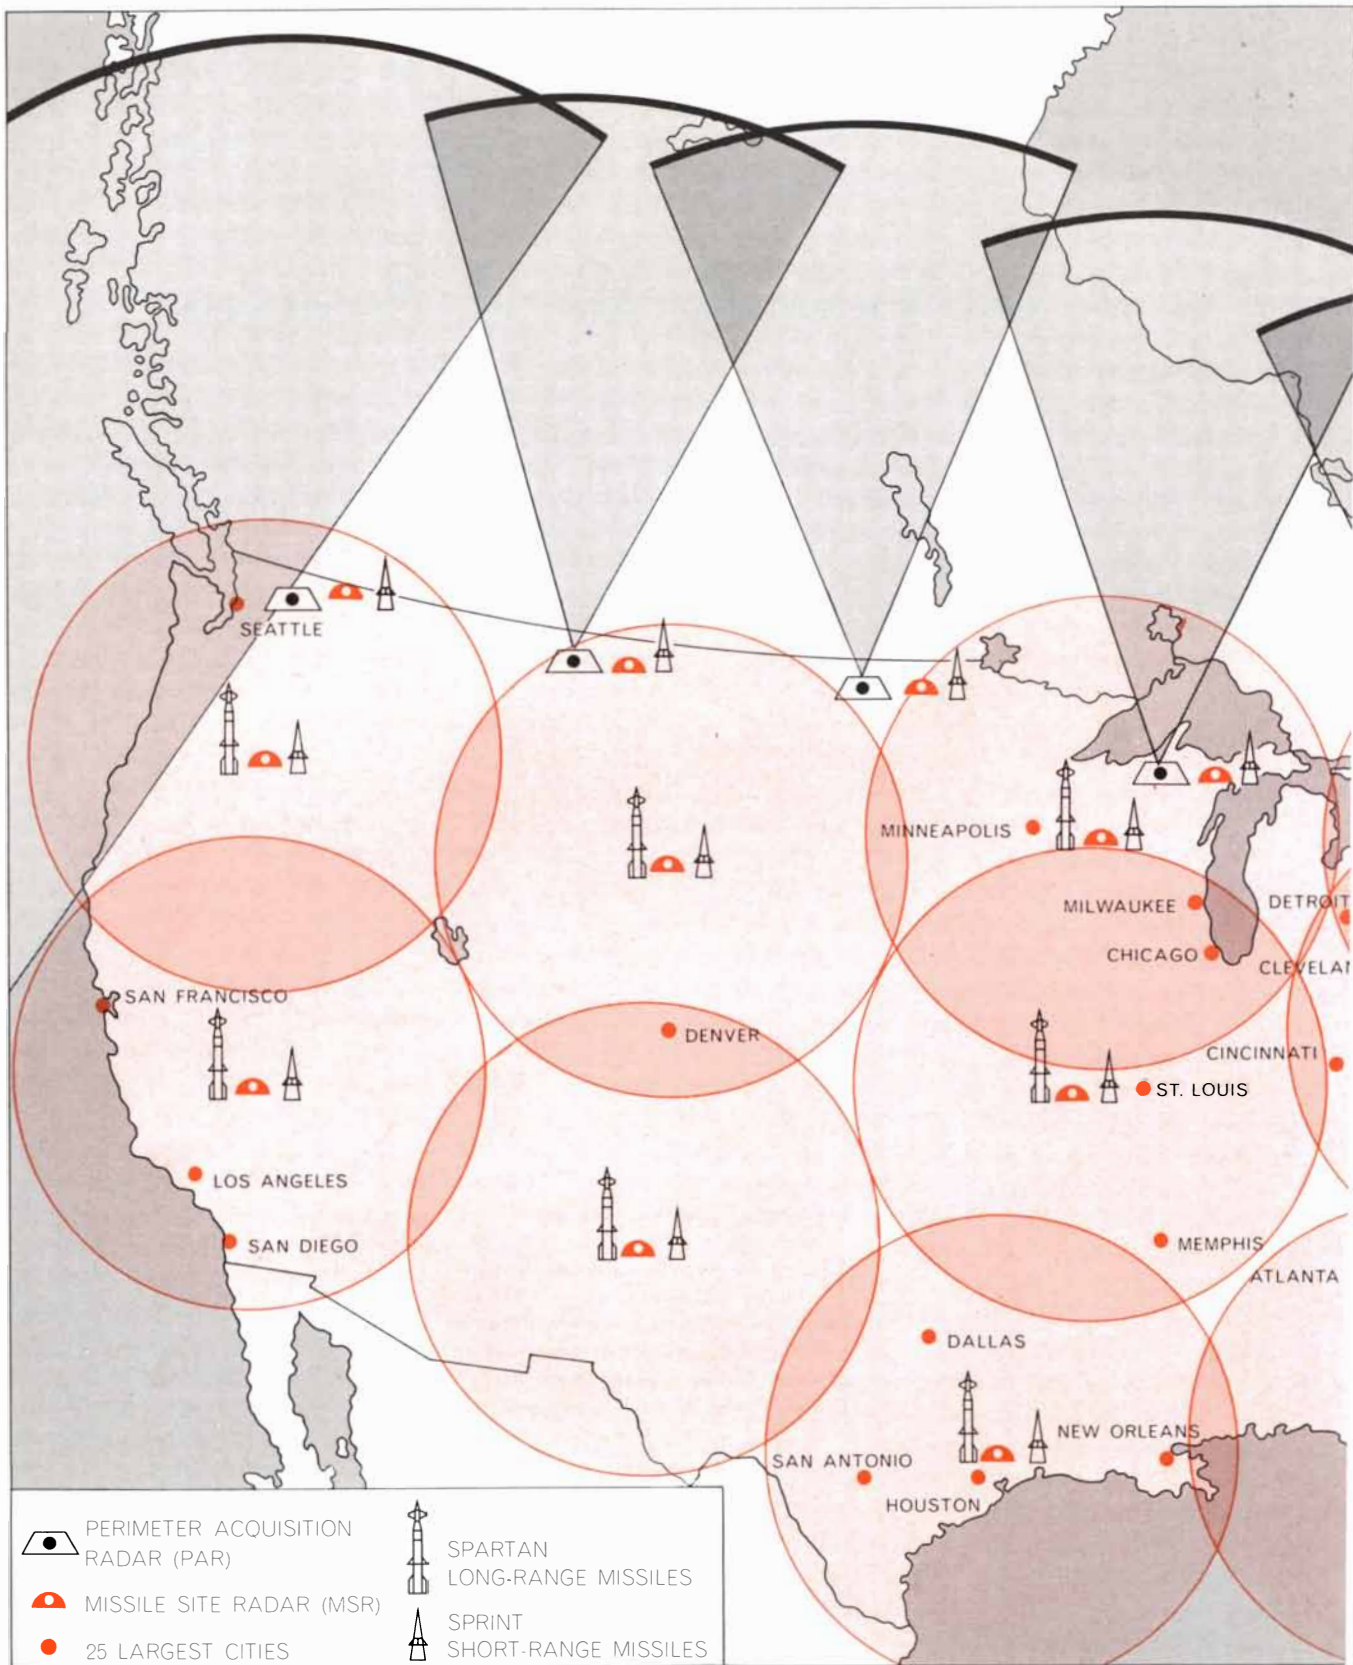 SEATTLE
MINNEAPOLIS
MILWAUKEE
DETROIT
CHICAGO
CLEVELAN
SAN FRANCISCO
DENVER
CINCINNATI
ST. LOUIS
LOS ANGELES
SAN DIEGO
MEMPHIS
ATLANTA
DALLAS
NEW ORLEANS
SAN ANTONIO
HOUSTON
PERIMETER ACQUISITION
RADAR (PAR)
MISSILE SITE RADAR (MSR)
25 LARGEST CITIES
SPARTAN
LONG-RANGE MISSILES
SPRINT
SHORT-RANGE MISSILES